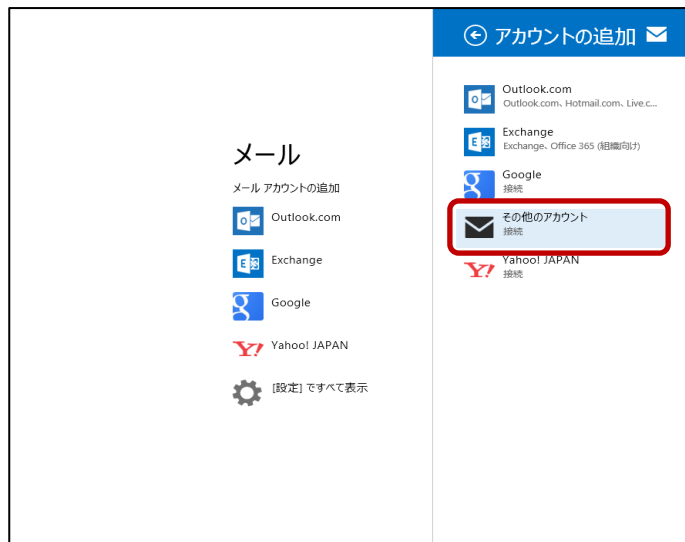 アカウントの追加
Outlook.com
Outlook.com、Hotmail.com、Live.c...
Exchange
Exchange、Office 365 (組織向け)
Google
接続
その他のアカウント
接続
Yahoo! JAPAN
接続
メール
メール アカウントの追加
Outlook.com
Exchange
Google
Yahoo! JAPAN
[設定] ですべて表示